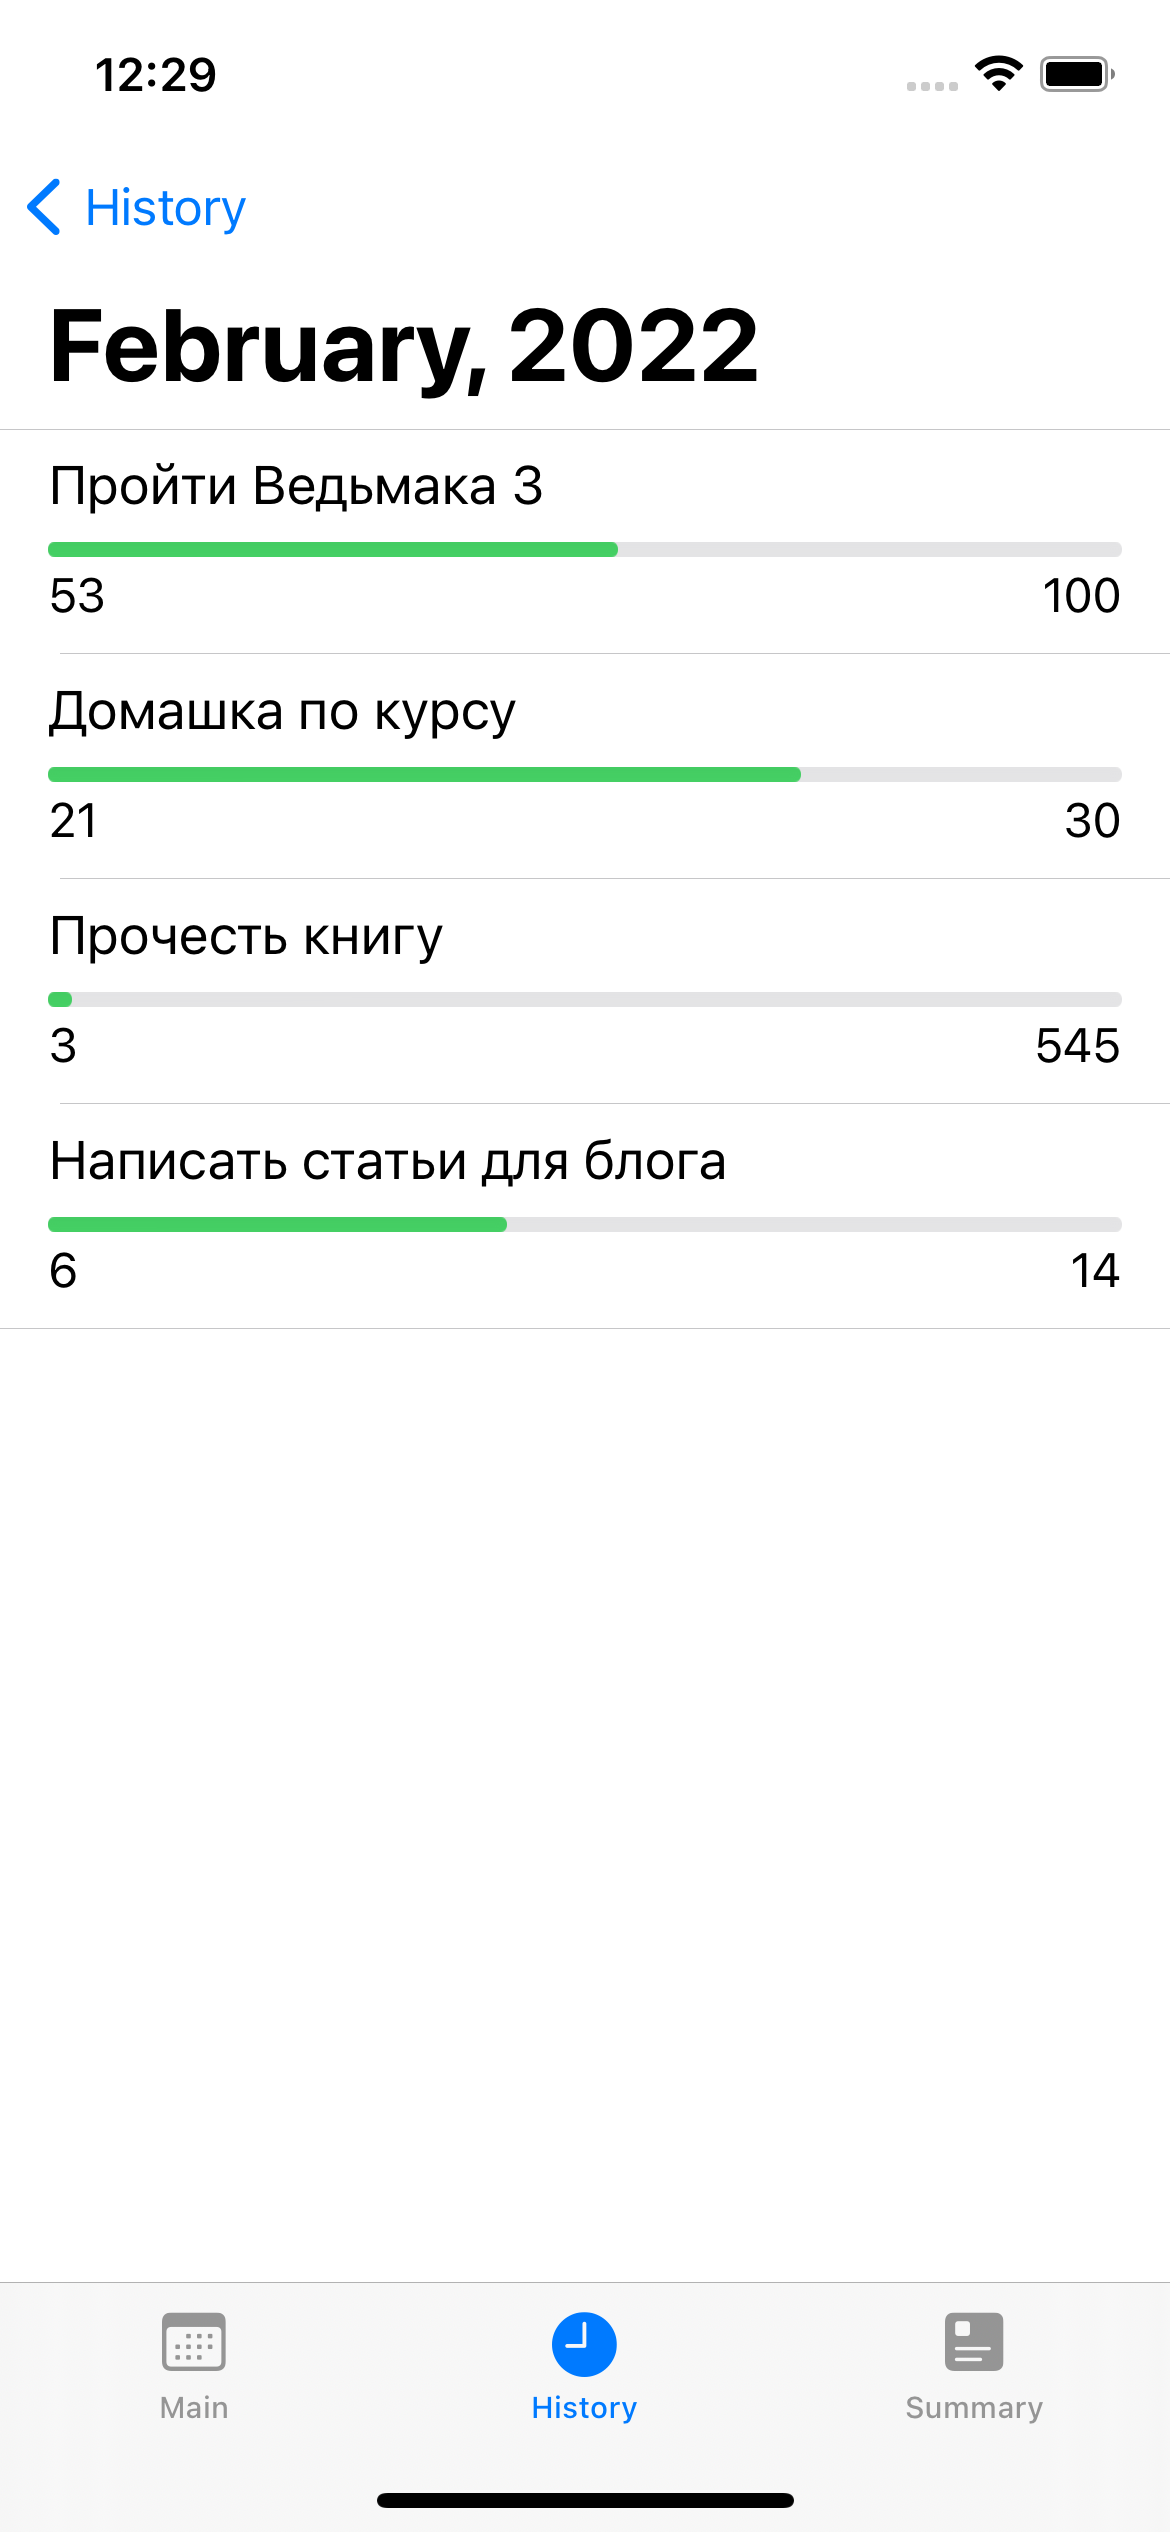 12:29
History
February, 2022
Пройти Ведьмака 3
53 100
Домашка по курсу
21 30
Прочесть книгу
3 545
Написать статьи для блога
6 14
Main History Summary